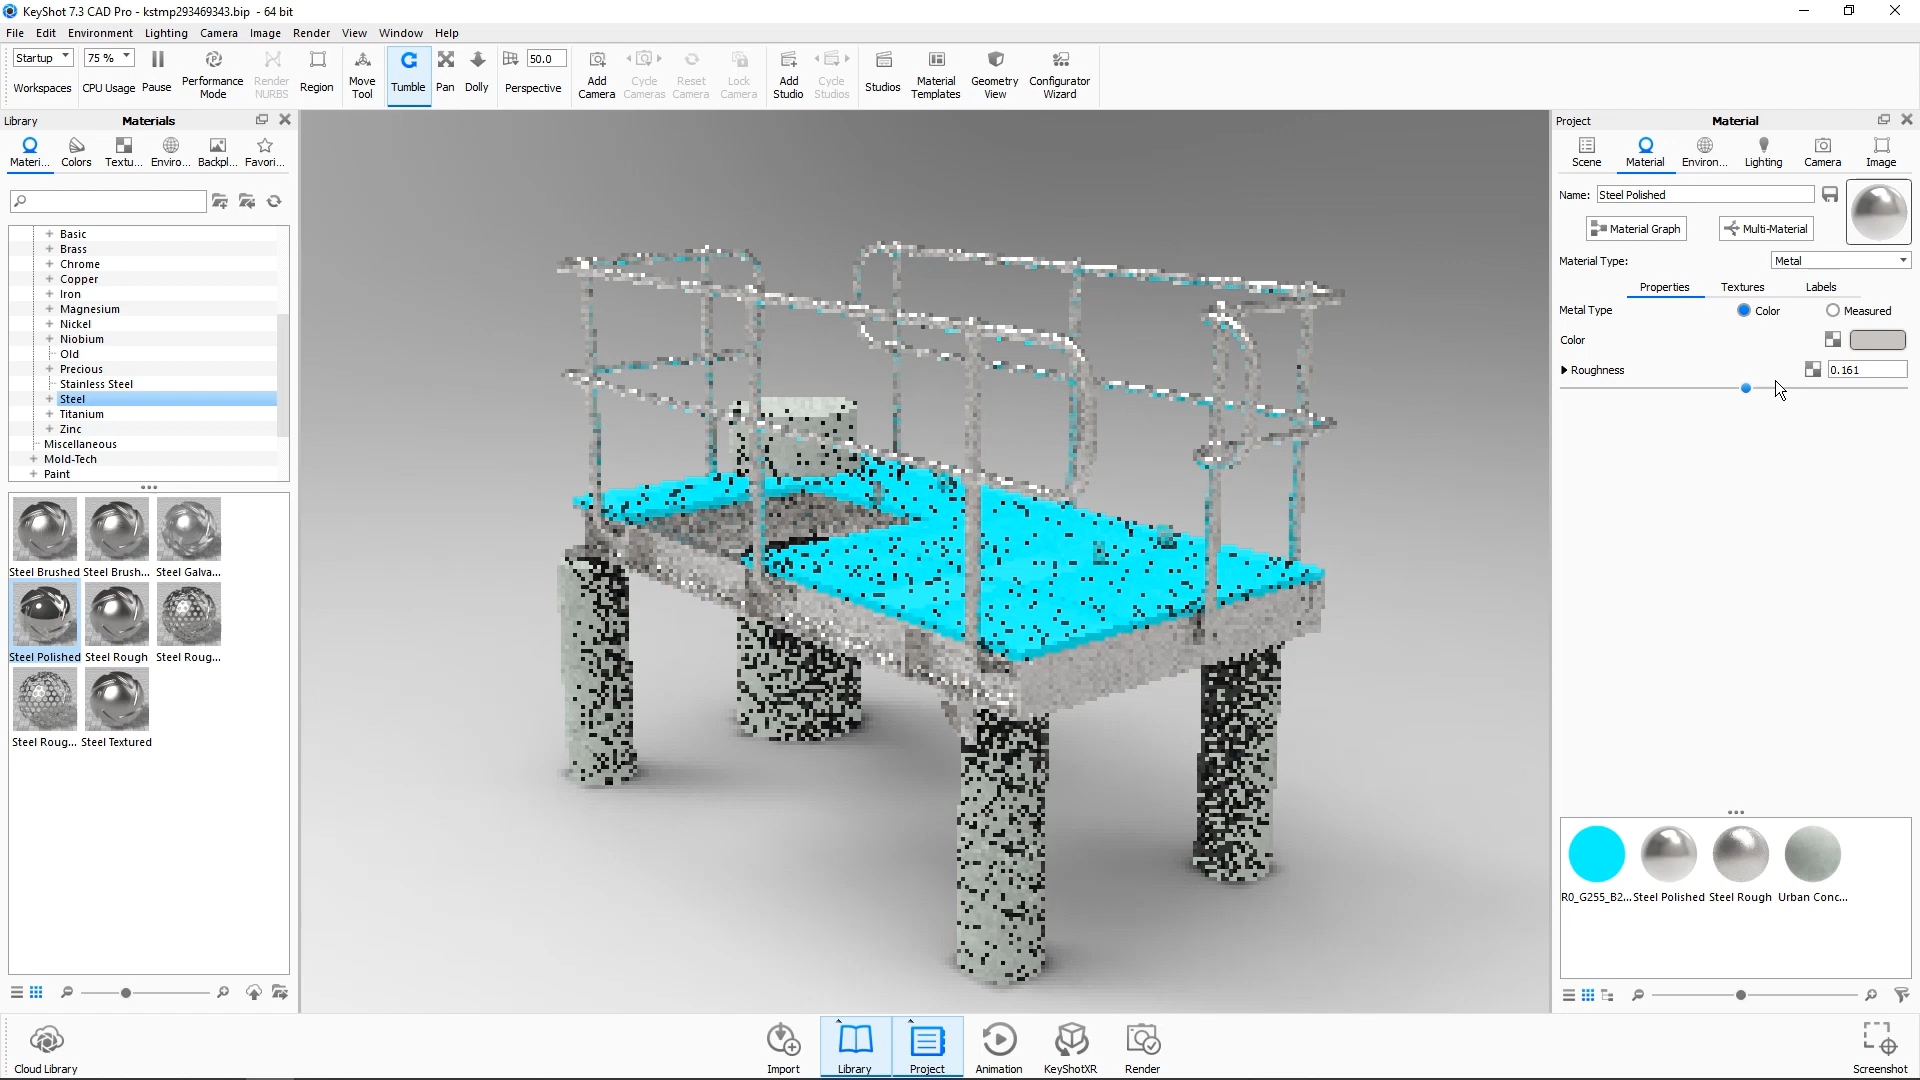 KeyShot 7.3 CAD Pro - kstmp293469343.bip - 64 bit
File Edit Environment Lighting Camera Image Render View Window Help
Startup 75 % 50.0
Workspaces CPU Usage Pause Performance Mode Render NURBS Region Move Tool Tumble Pan Dolly Perspective Add Camera Cycle Cameras Reset Camera Lock Camera Add Studio Cycle Studios Studios Material Templates Geometry View Configurator Wizard
Library Materials
Materi... Colors Textu... Enviro... Backpl... Favori...
Basic
Brass
Chrome
Copper
Iron
Magnesium
Nickel
Niobium
Old
Precious
Stainless Steel
Steel
Titanium
Zinc
Miscellaneous
Mold-Tech
Paint
Steel Brushed Steel Brush... Steel Galva...
Steel Polished Steel Rough Steel Roug...
Steel Roug... Steel Textured
Project Material
Scene Material Environ... Lighting Camera Image
Name: Steel Polished
Material Graph Multi-Material
Material Type: Metal
Properties Textures Labels
Metal Type Color Measured
Color
Roughness 0.161
R0_G255_B2... Steel Polished Steel Rough Urban Conc...
Cloud Library Import Library Project Animation KeyShotXR Render Screenshot